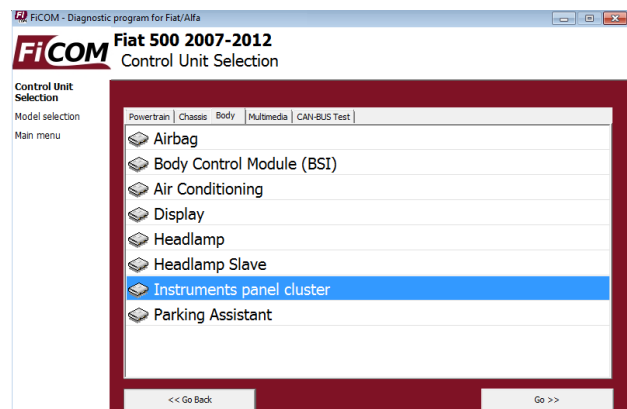 FiCOM - Diagnostic program for Fiat/Alfa
FiCOM
Fiat 500 2007-2012
Control Unit Selection
Control Unit
Selection
Model selection
Main menu
Powertrain Chassis Body Multimedia CAN-BUS Test
Airbag
Body Control Module (BSI)
Air Conditioning
Display
Headlamp
Headlamp Slave
Instruments panel cluster
Parking Assistant
<< Go Back
Go >>